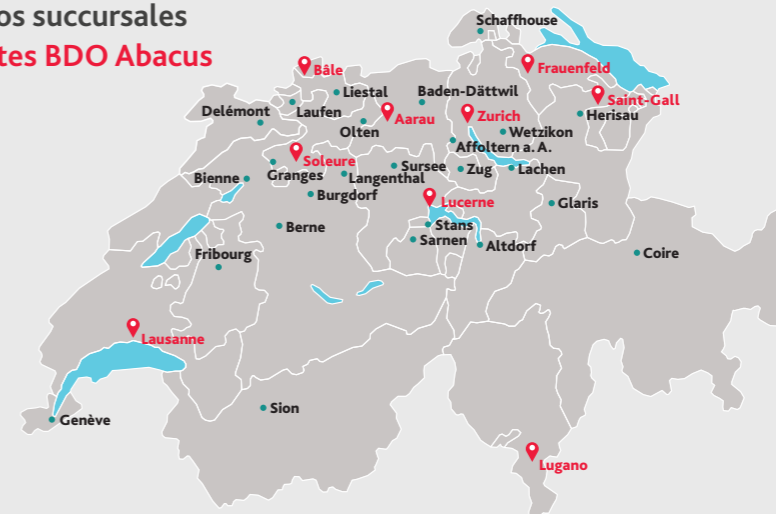 os succursales
tes BDO Abacus
Schaffhouse
Bâle
Frauenfeld
Liestal
Baden-Dättwil
Saint-Gall
Delémont
Laufen
Aarau
Zurich
Herisau
Olten
Wetzikon
Affoltern a. A.
Soleure
Granges
Langenthal
Sursee
Zug
Lachen
Bienne
Burgdorf
Lucerne
Glaris
Berne
Stans
Sarnen
Altdorf
Fribourg
Coire
Lausanne
Genève
Sion
Lugano